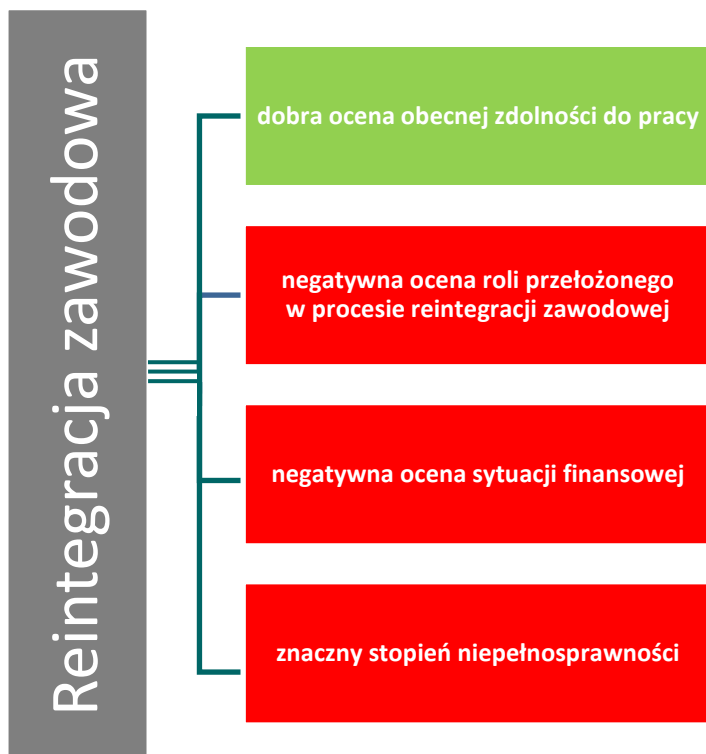 Reintegracja zawodowa
dobra ocena obecnej zdolności do pracy
negatywna ocena roli przełożonego
w procesie reintegracji zawodowej
negatywna ocena sytuacji finansowej
znaczny stopień niepełnosprawności